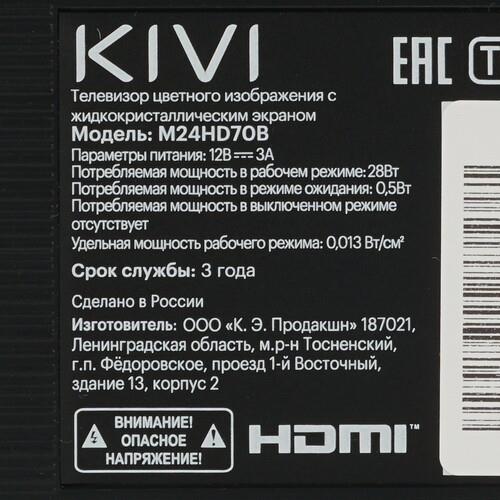 KIVI
EAC
Телевизор цветного изображения с
жидкокристаллическим экраном
Модель: M24HD70B
Параметры питания: 12В⎓3А
Потребляемая мощность в рабочем режиме: 28Вт
Потребляемая мощность в режиме ожидания: 0,5Вт
Потребляемая мощность в выключенном режиме
отсутствует
Удельная мощность рабочего режима: 0,013 Вт/см²
Срок службы: 3 года
Сделано в России
Изготовитель: ООО «К. Э. Продакшн» 187021,
Ленинградская область, м.р-н Тосненский,
г.п. Фёдоровское, проезд 1-й Восточный,
здание 13, корпус 2
ВНИМАНИЕ!
ОПАСНОЕ
НАПРЯЖЕНИЕ!
HDMI™